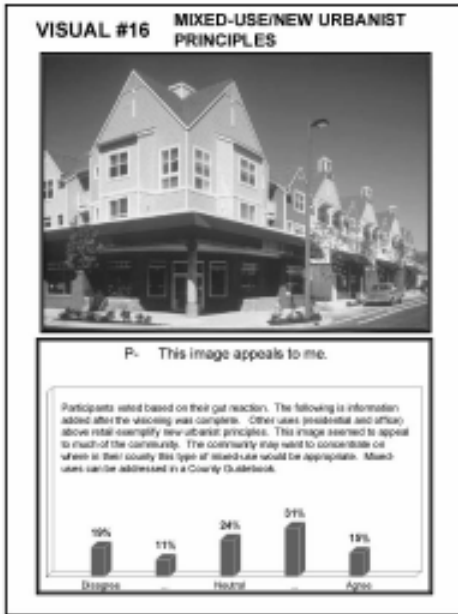 VISUAL #16
MIXED-USE/NEW URBANIST
PRINCIPLES
P- This image appeals to me.
Participants voted based on their gut reaction. The following is information
added after the visioning was complete. Other uses (residential and office)
above retail exemplify new urbanist principles. This image seemed to appeal
to much of the community. The community may want to concentrate on
where in their county this type of mixed-use would be appropriate. Mixed-
uses can be addressed in a County Guidebook.
19%
11%
24%
31%
15%
Disagree
...
Neutral
...
Agree